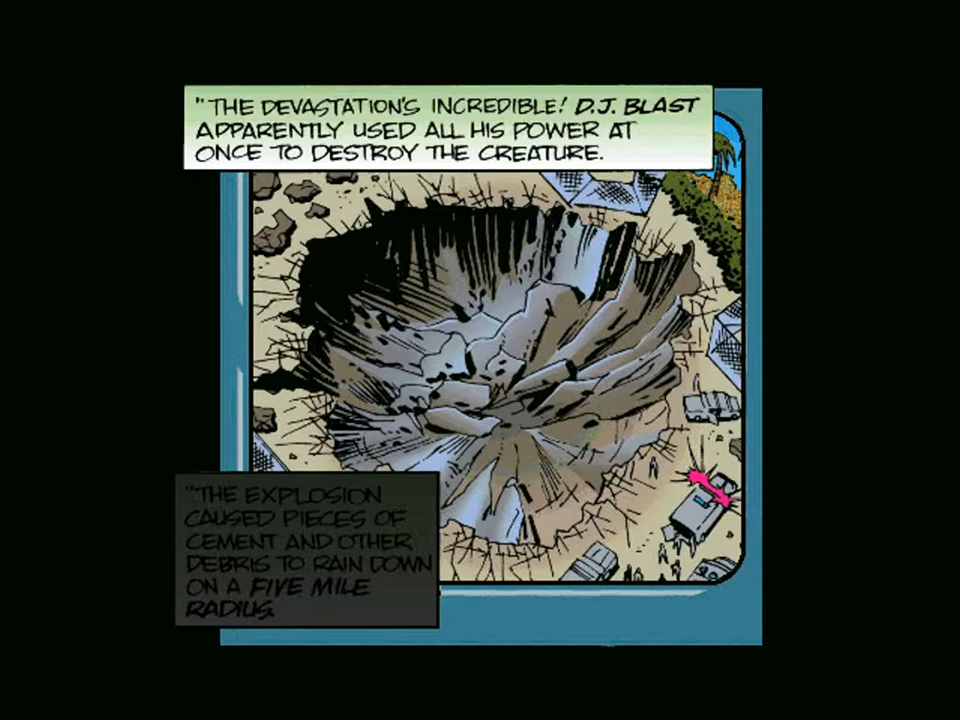 "THE DEVASTATION'S INCREDIBLE! D.J. BLAST
APPARENTLY USED ALL HIS POWER AT
ONCE TO DESTROY THE CREATURE.
"THE EXPLOSION
CAUSED PIECES OF
CEMENT AND OTHER
DEBRIS TO RAIN DOWN
ON A FIVE MILE
RADIUS.